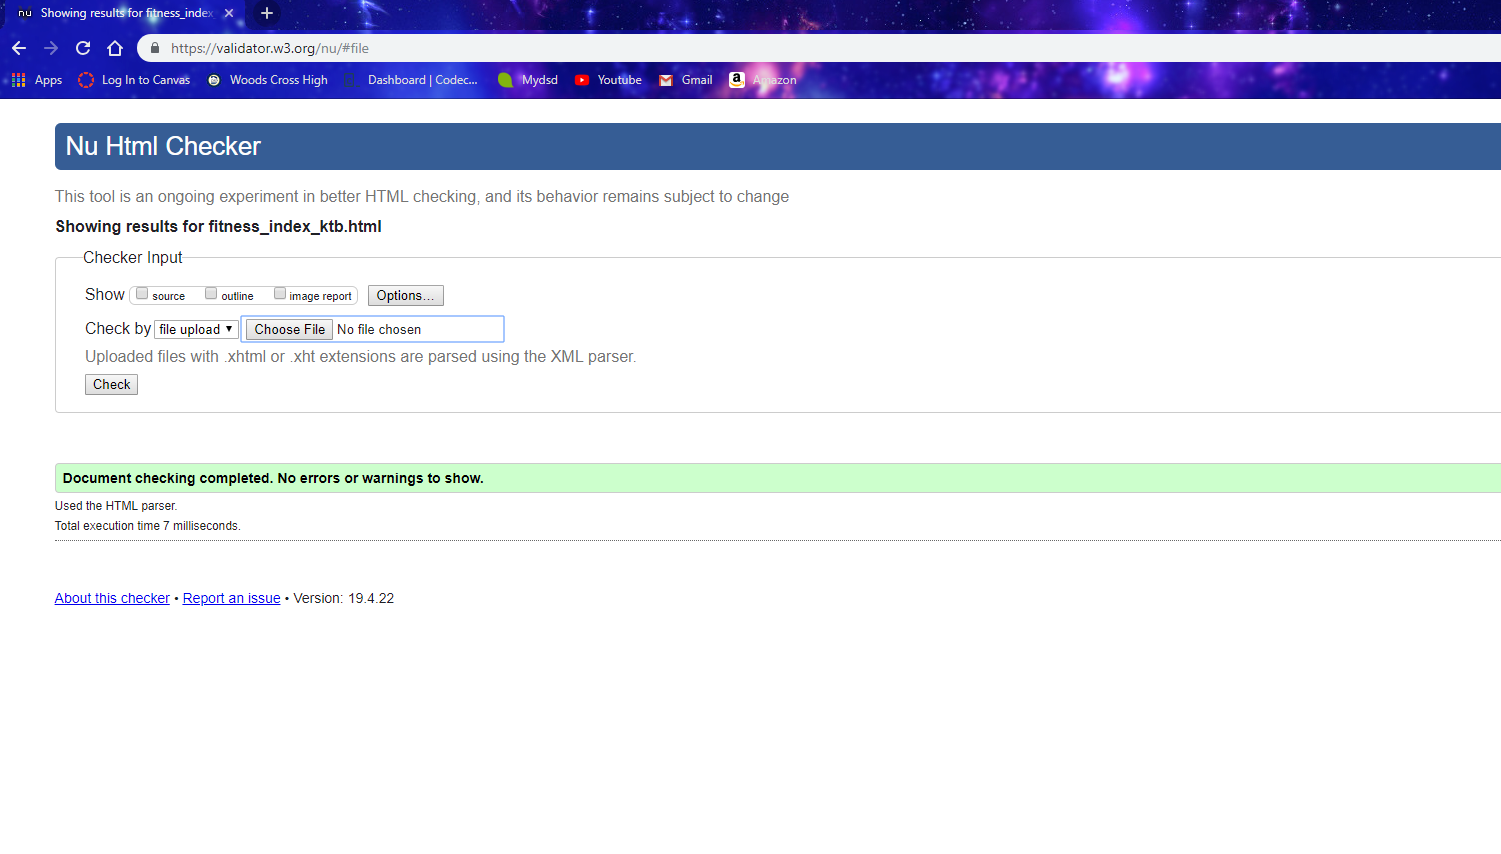 nu Showing results for fitness_index
https://validator.w3.org/nu/#file
Apps Log In to Canvas Woods Cross High Dashboard | Codec... Mydsd Youtube Gmail Amazon
Nu Html Checker
This tool is an ongoing experiment in better HTML checking, and its behavior remains subject to change
Showing results for fitness_index_ktb.html
Checker Input
Show source outline image report Options...
Check by file upload Choose File No file chosen
Uploaded files with .xhtml or .xht extensions are parsed using the XML parser.
Check
Document checking completed. No errors or warnings to show.
Used the HTML parser.
Total execution time 7 milliseconds.
About this checker • Report an issue • Version: 19.4.22